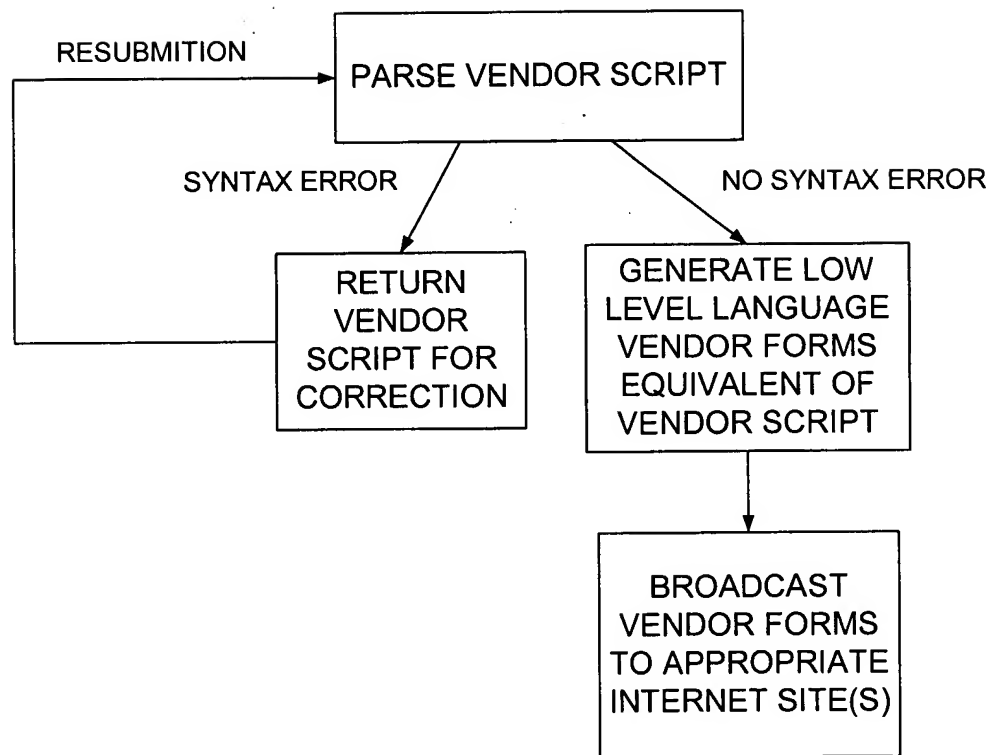 RESUBMITION
PARSE VENDOR SCRIPT
SYNTAX ERROR
NO SYNTAX ERROR
RETURN
VENDOR
SCRIPT FOR
CORRECTION
GENERATE LOW
LEVEL LANGUAGE
VENDOR FORMS
EQUIVALENT OF
VENDOR SCRIPT
BROADCAST
VENDOR FORMS
TO APPROPRIATE
INTERNET SITE(S)